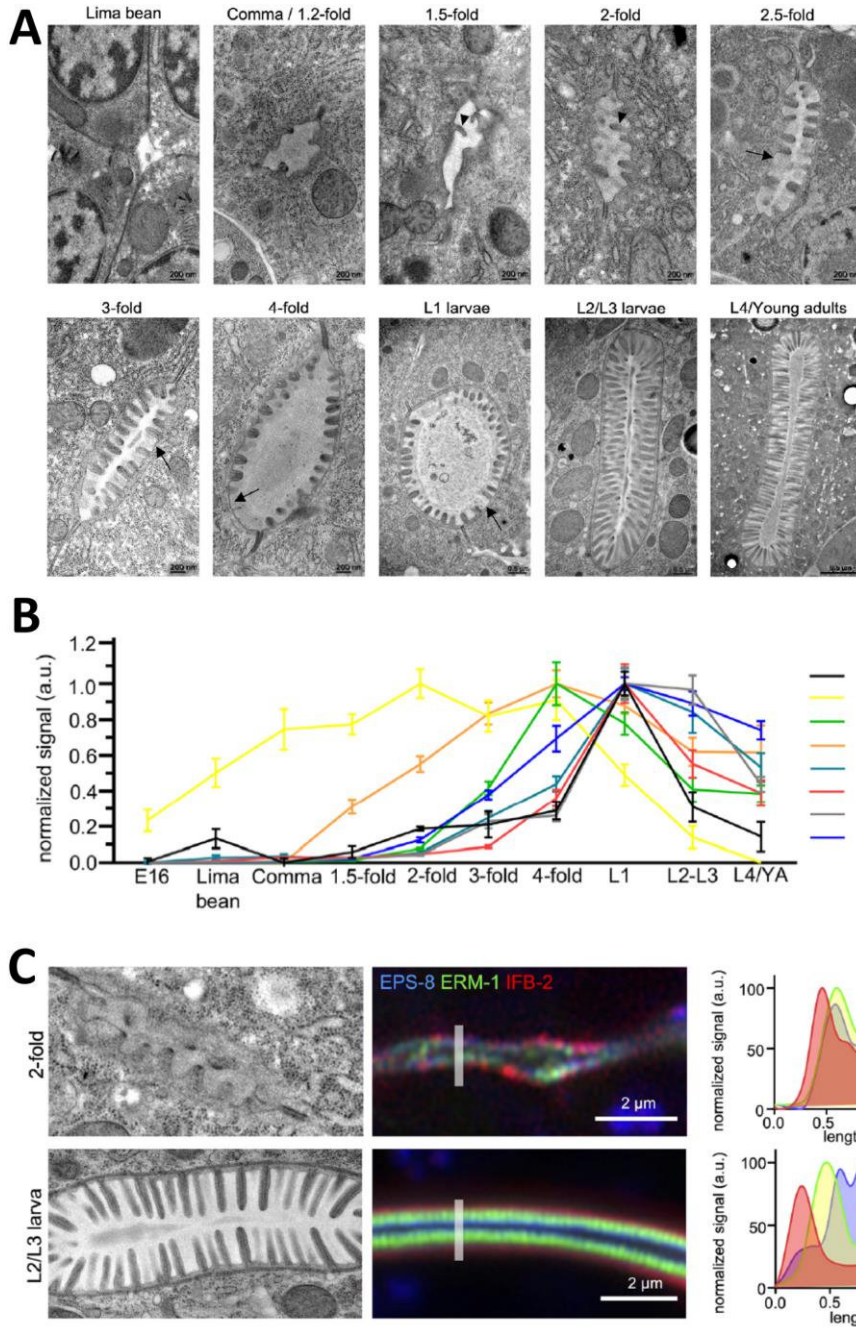 A
Lima bean
Comma / 1.2-fold
1.5-fold
2-fold
2.5-fold
200 nm
200 nm
200 nm
200 nm
200 nm
3-fold
4-fold
L1 larvae
L2/L3 larvae
L4/Young adults
200 nm
200 nm
0.5 µm
B
normalized signal (a.u.)
1.2
1.0
0.8
0.6
0.4
0.2
0.0
E16
Lima bean
Comma
1.5-fold
2-fold
3-fold
4-fold
L1
L2-L3
L4/YA
C
2-fold
EPS-8 ERM-1 IFB-2
2 µm
normalized signal (a.u.)
100
50
0
0.0
0.5
length
L2/L3 larva
2 µm
normalized signal (a.u.)
100
50
0
0.0
0.5